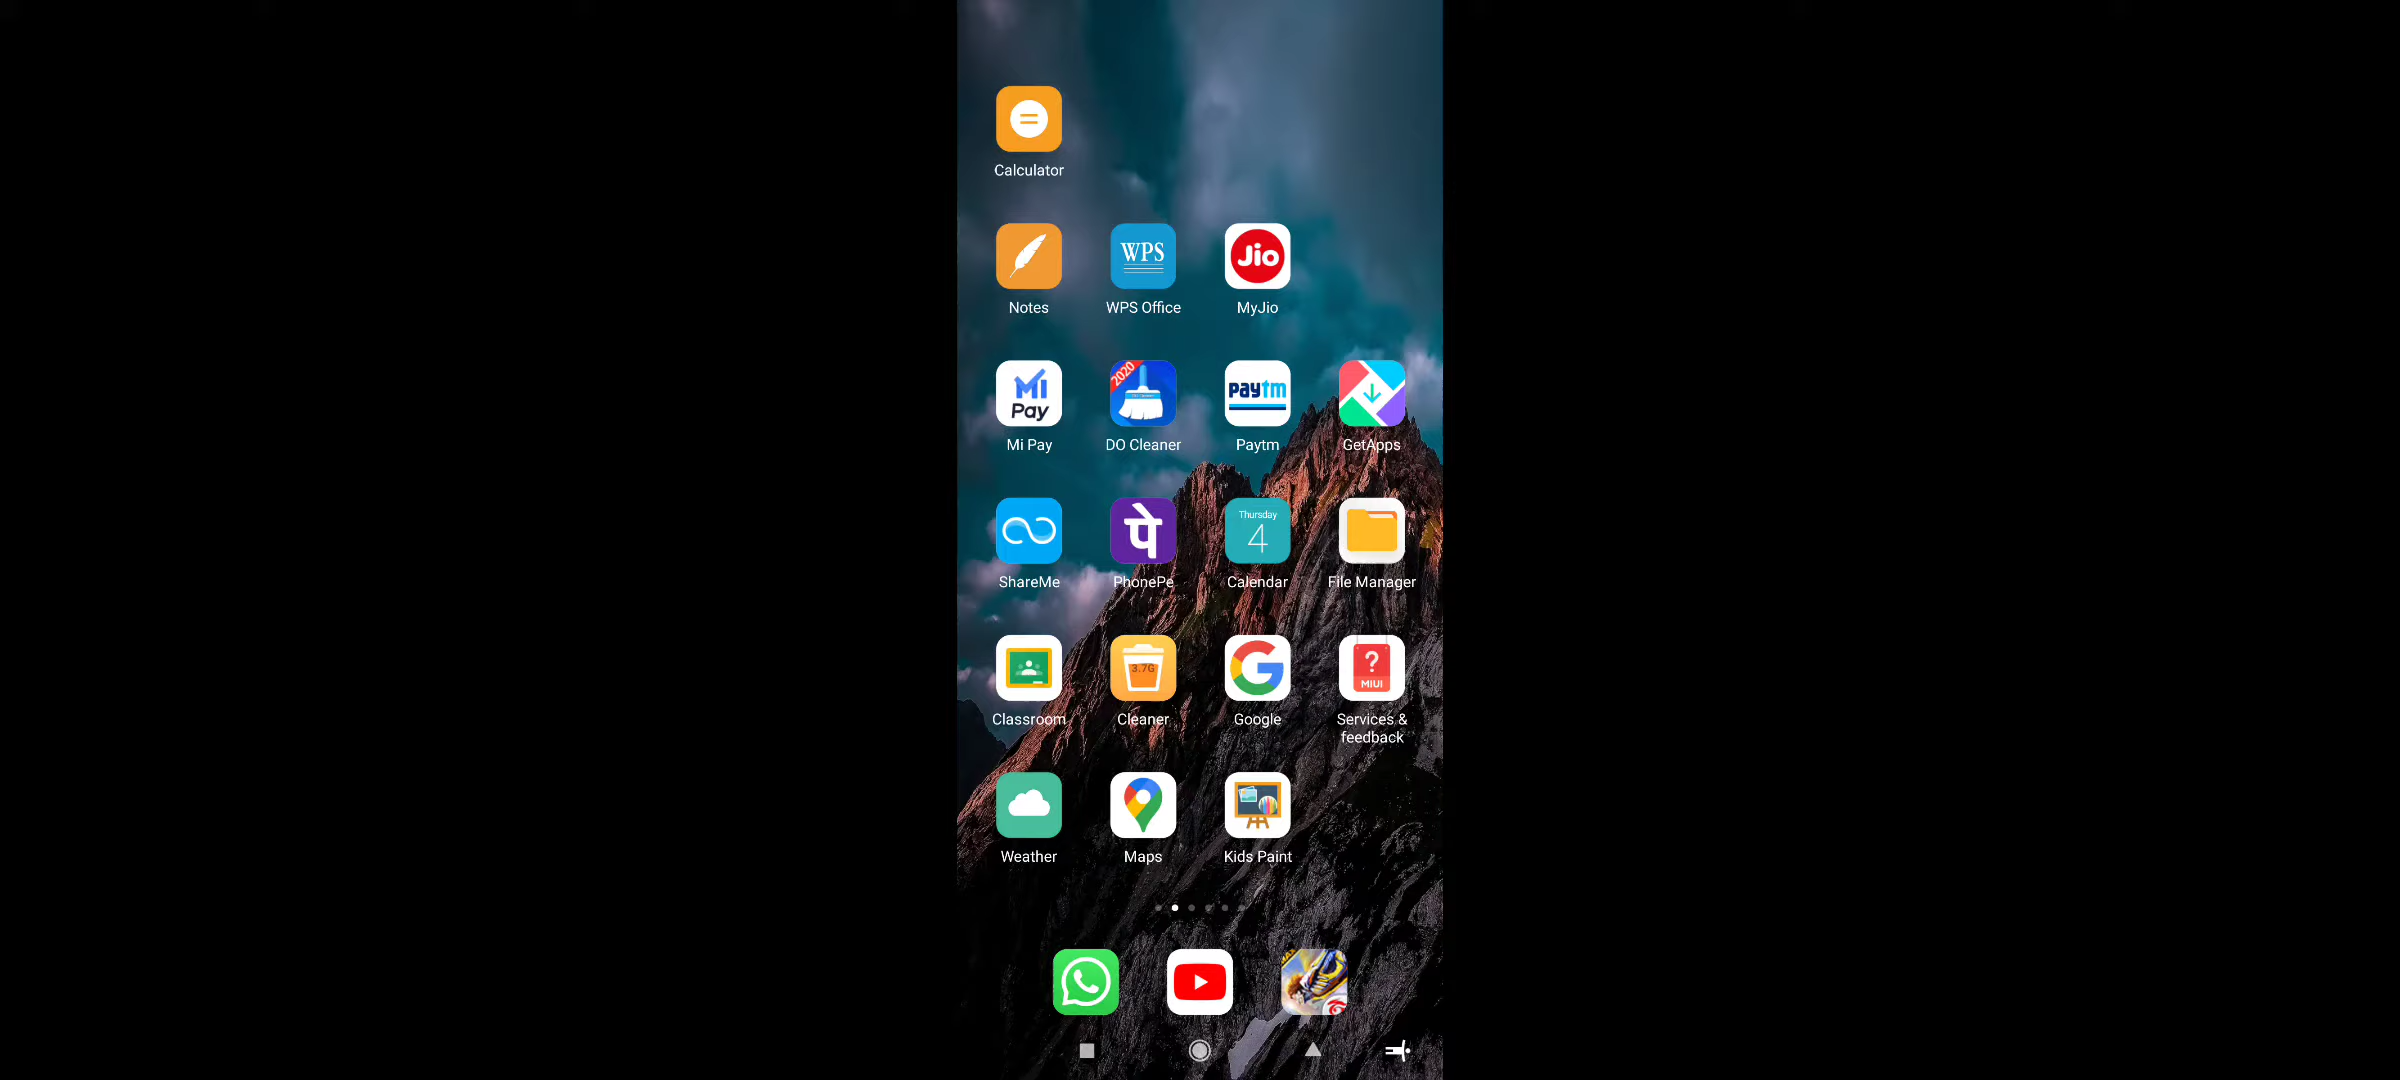 Calculator
Notes
WPS
WPS Office
Jio
MyJio
Mi
Pay
Mi Pay
2020
DO Cleaner
paytm
Paytm
GetApps
ShareMe
पे
PhonePe
Thursday
4
Calendar
File Manager
Classroom
3.7G
Cleaner
G
Google
?
MIUI
Services &
feedback
Weather
Maps
Kids Paint